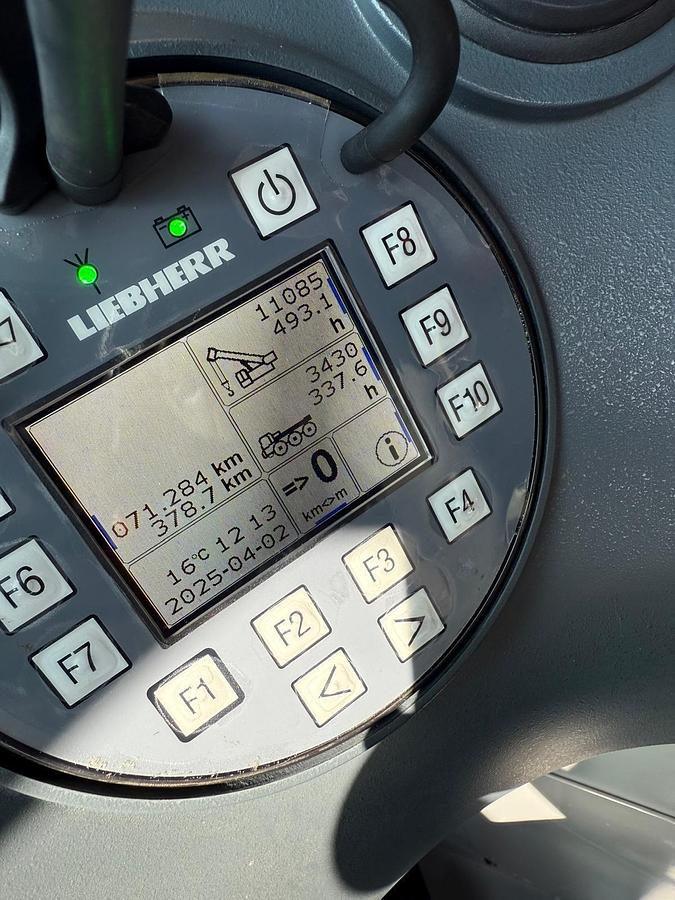 LIEBHERR
11085
493.1
h
3430
337.6
h
071.284 km
378.7 km
=>0
km<>m
i
16°C 12 13
2025-04-02
F8
F9
F10
F4
F3
F2
F1
F6
F7
>
<